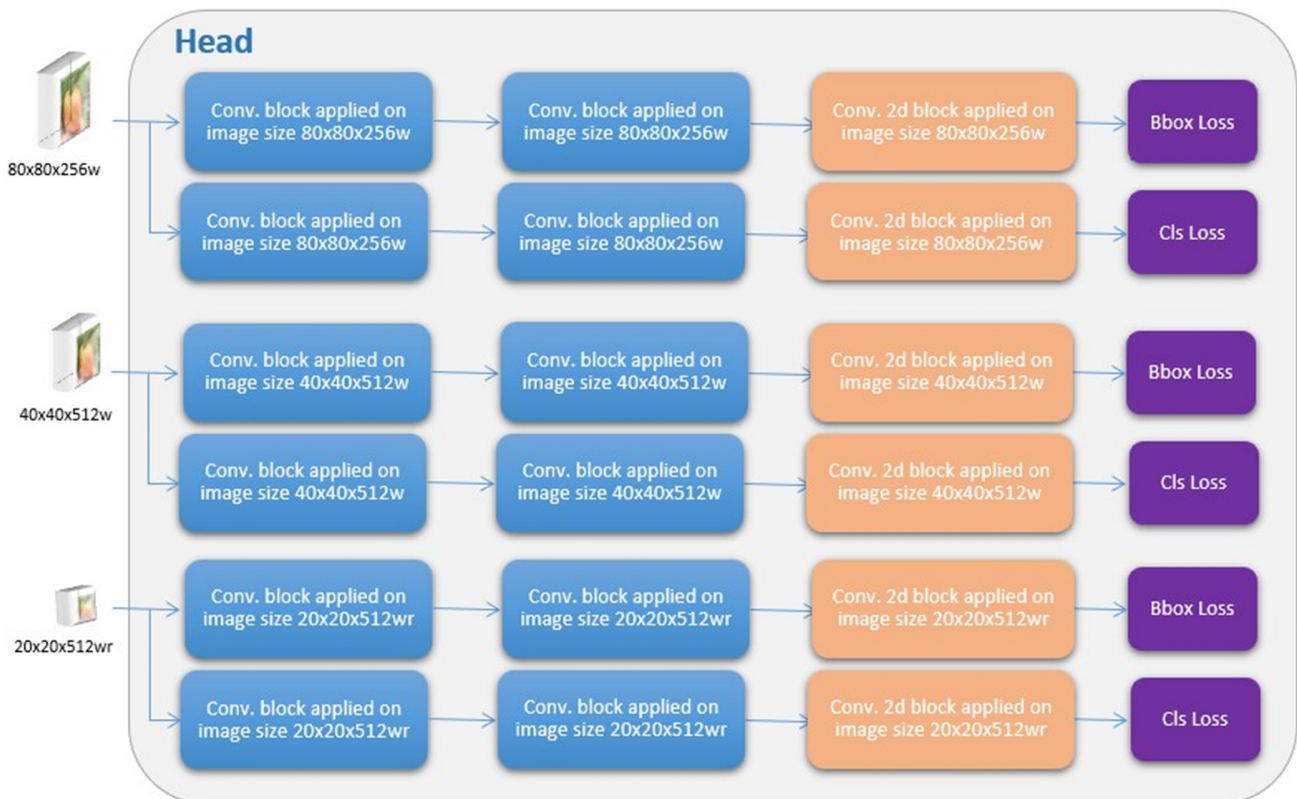 Head
80x80x256w
Conv. block applied on
image size 80x80x256w
Conv. block applied on
image size 80x80x256w
Conv. 2d block applied on
image size 80x80x256w
Bbox Loss
Conv. block applied on
image size 80x80x256w
Conv. block applied on
image size 80x80x256w
Conv. 2d block applied on
image size 80x80x256w
Cls Loss
40x40x512w
Conv. block applied on
image size 40x40x512w
Conv. block applied on
image size 40x40x512w
Conv. 2d block applied on
image size 40x40x512w
Bbox Loss
Conv. block applied on
image size 40x40x512w
Conv. block applied on
image size 40x40x512w
Conv. 2d block applied on
image size 40x40x512w
Cls Loss
20x20x512wr
Conv. block applied on
image size 20x20x512wr
Conv. block applied on
image size 20x20x512wr
Conv. 2d block applied on
image size 20x20x512wr
Bbox Loss
Conv. block applied on
image size 20x20x512wr
Conv. block applied on
image size 20x20x512wr
Conv. 2d block applied on
image size 20x20x512wr
Cls Loss